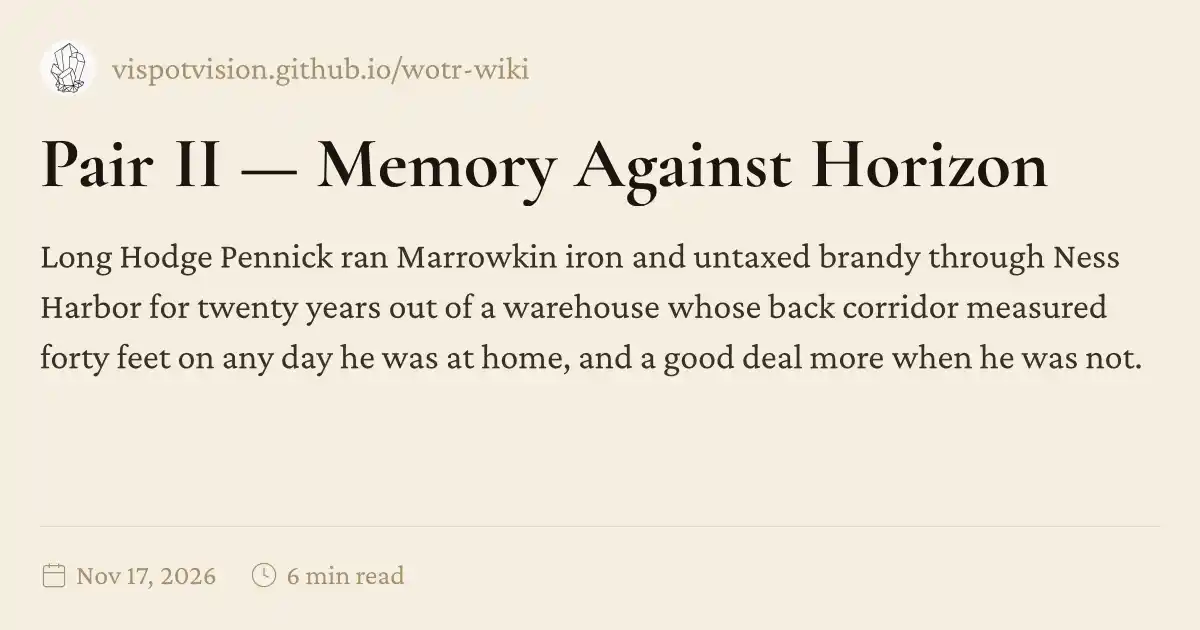 vispotvision.github.io/wotr-wiki
Pair II — Memory Against Horizon
Long Hodge Pennick ran Marrowkin iron and untaxed brandy through Ness
Harbor for twenty years out of a warehouse whose back corridor measured
forty feet on any day he was at home, and a good deal more when he was not.
Nov 17, 2026
6 min read